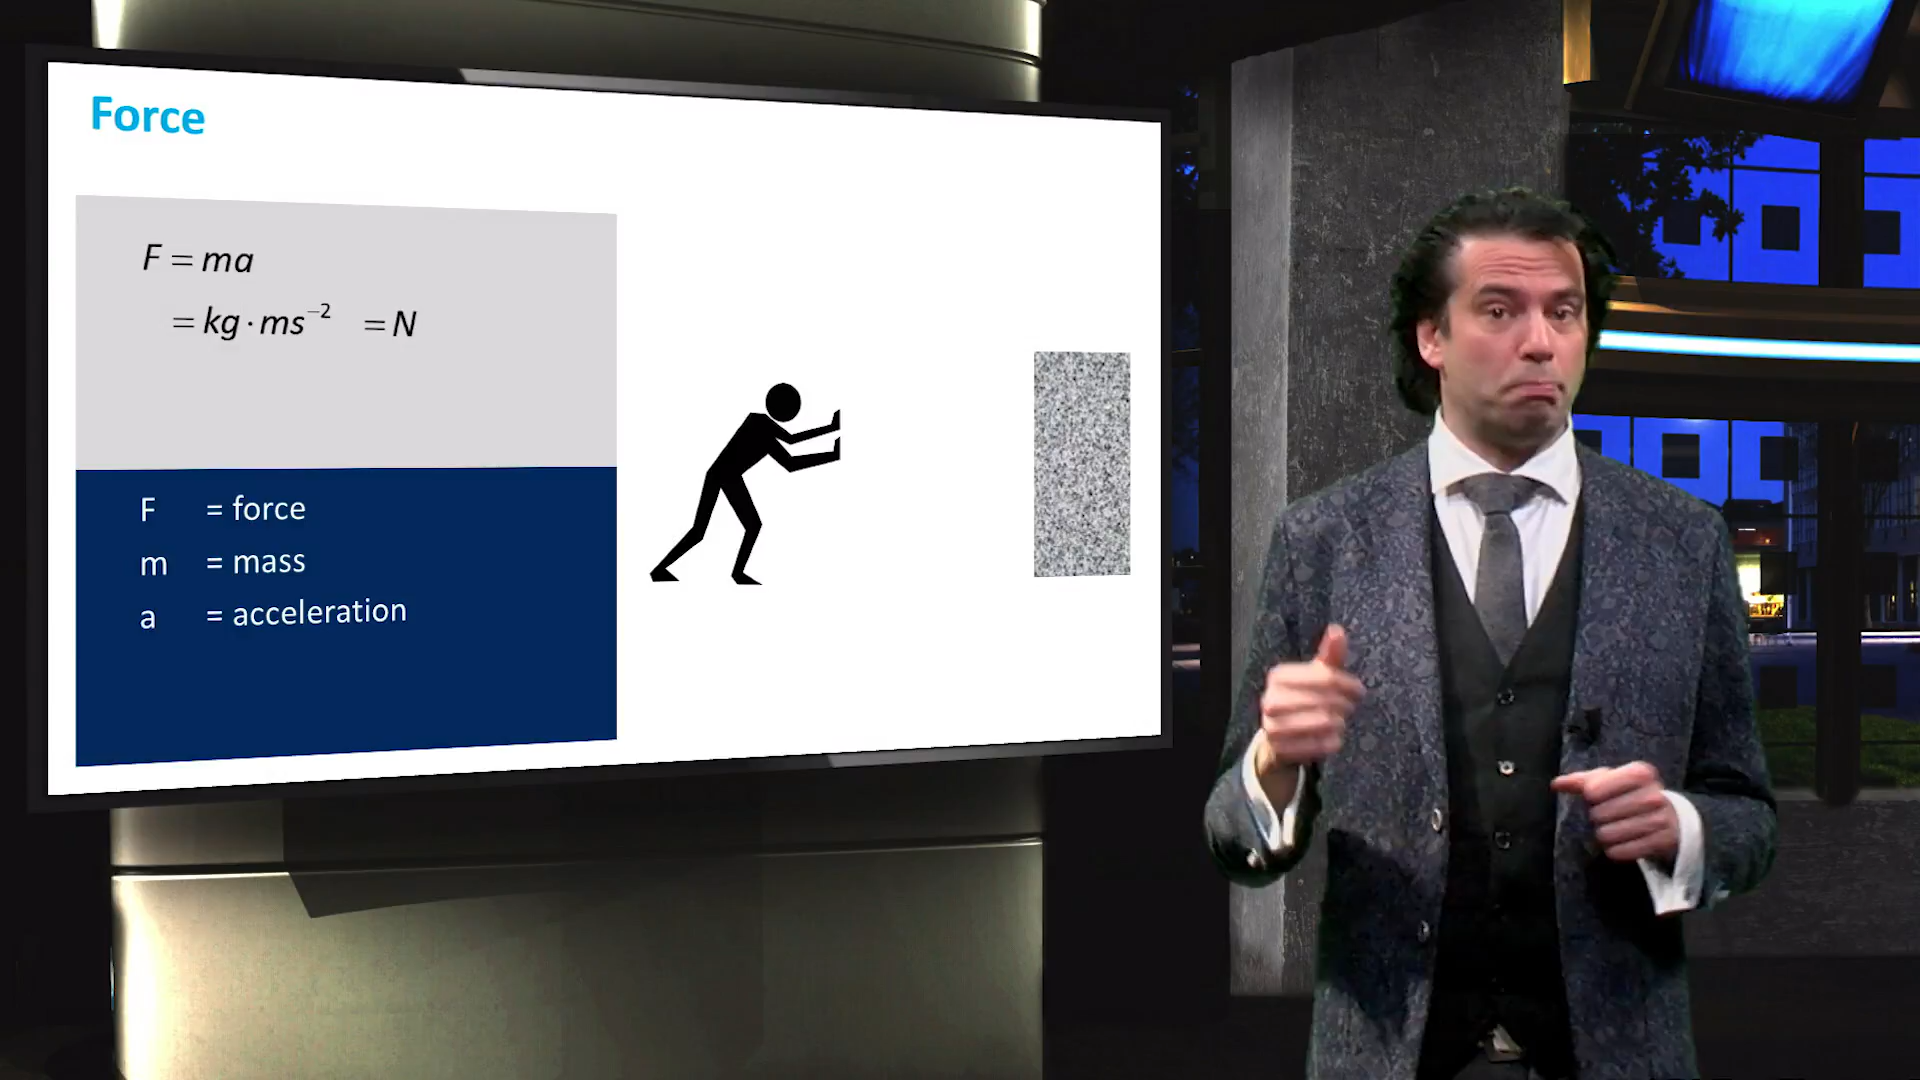 Force
F = ma
= kg · ms⁻² = N
F = force
m = mass
a = acceleration